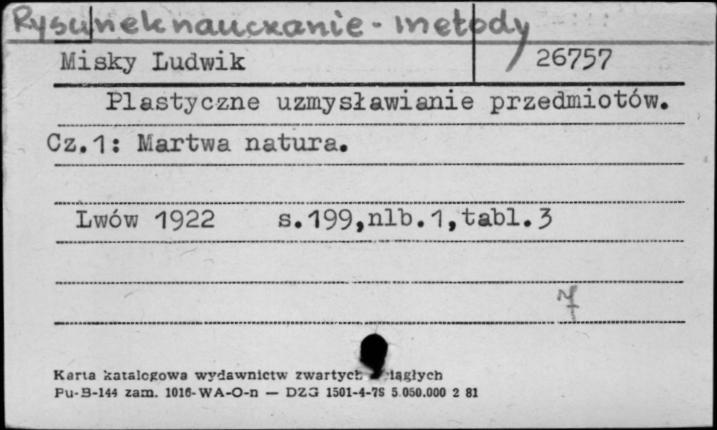 Rysunek nauczanie - metody
Misky Ludwik 26757
Plastyczne uzmysławianie przedmiotów.
Cz.1: Martwa natura.
Lwów 1922 s.199,nlb.1,tabl.3
Karta katalogowa wydawnictw zwartych
Pu-B-144 zam. 1016-WA-O-n — DZG 1501-4-78 5.050.000 2 81